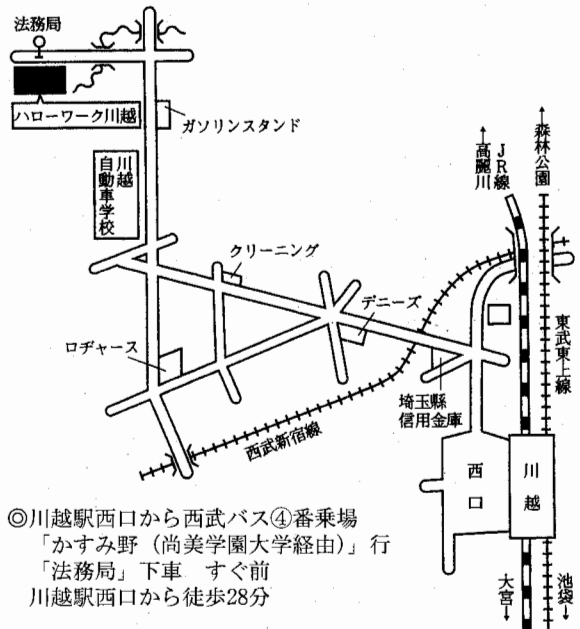 法務局
ハローワーク川越
ガソリンスタンド
川越
自動車学校
クリーニング
デニーズ
ロヂャース
西武新宿線
埼玉縣
信用金庫
↑
高麗川
JR線
↑
森林公園
東武東上線
西口
川越
大宮
↓
池袋
↓
◎川越駅西口から西武バス④番乗場
「かすみ野（尚美学園大学経由）」行
「法務局」下車　すぐ前
川越駅西口から徒歩28分